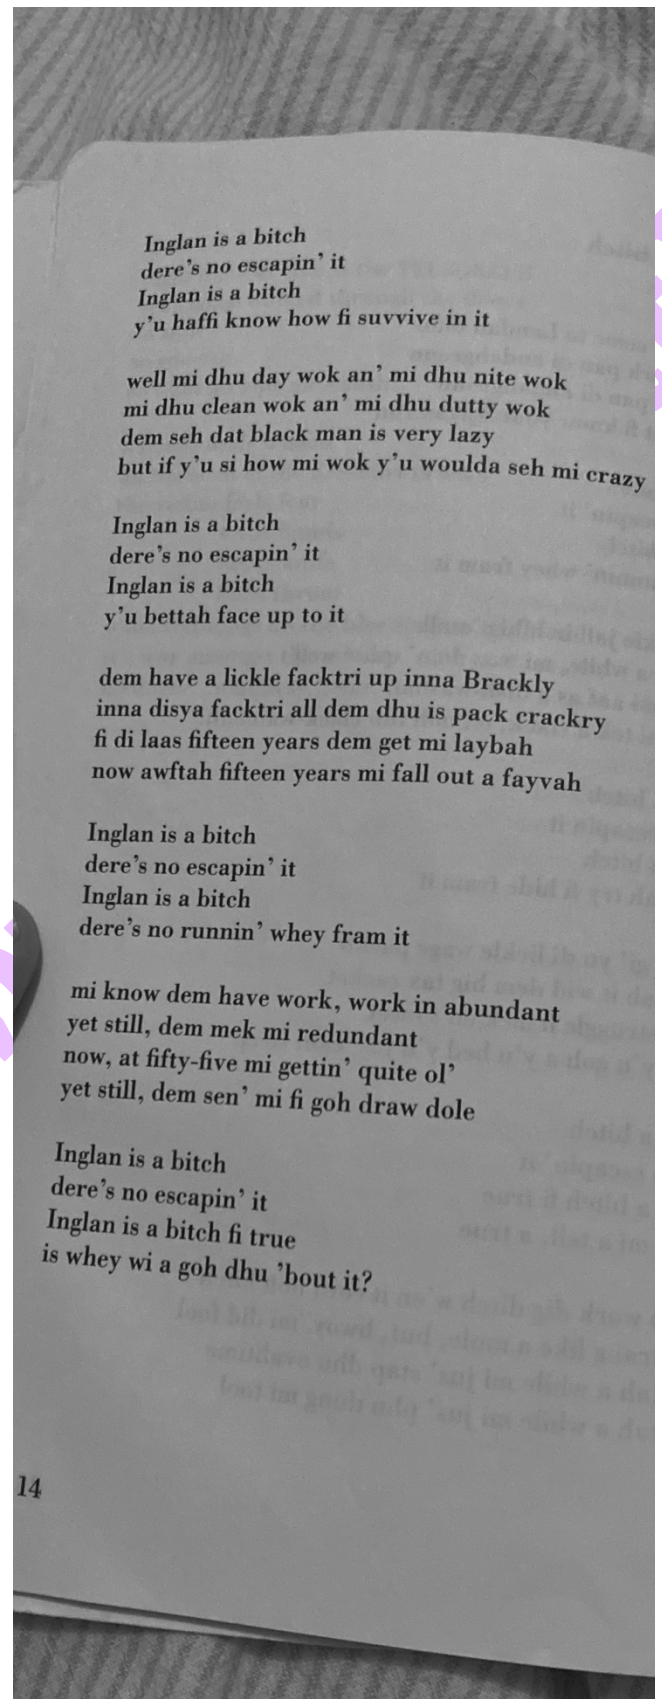 Inglan is a bitch
dere's no escapin' it
Inglan is a bitch
y'u haffi know how fi suvvive in it
well mi dhu day wok an' mi dhu nite wok
mi dhu clean wok an' mi dhu dutty wok
dem seh dat black man is very lazy
but if y'u si how mi wok y'u woulda seh mi crazy
Inglan is a bitch
dere's no escapin' it
Inglan is a bitch
y'u bettah face up to it
dem have a lickle facktri up inna Brackly
inna disya facktri all dem dhu is pack crackry
fi di laas fifteen years dem get mi laybah
now awftah fifteen years mi fall out a fayvah
Inglan is a bitch
dere's no escapin' it
Inglan is a bitch
dere's no runnin' whey fram it
mi know dem have work, work in abundant
yet still, dem mek mi redundant
now, at fifty-five mi gettin' quite ol'
yet still, dem sen' mi fi goh draw dole
Inglan is a bitch
dere's no escapin' it
Inglan is a bitch fi true
is whey wi a goh dhu 'bout it?
14